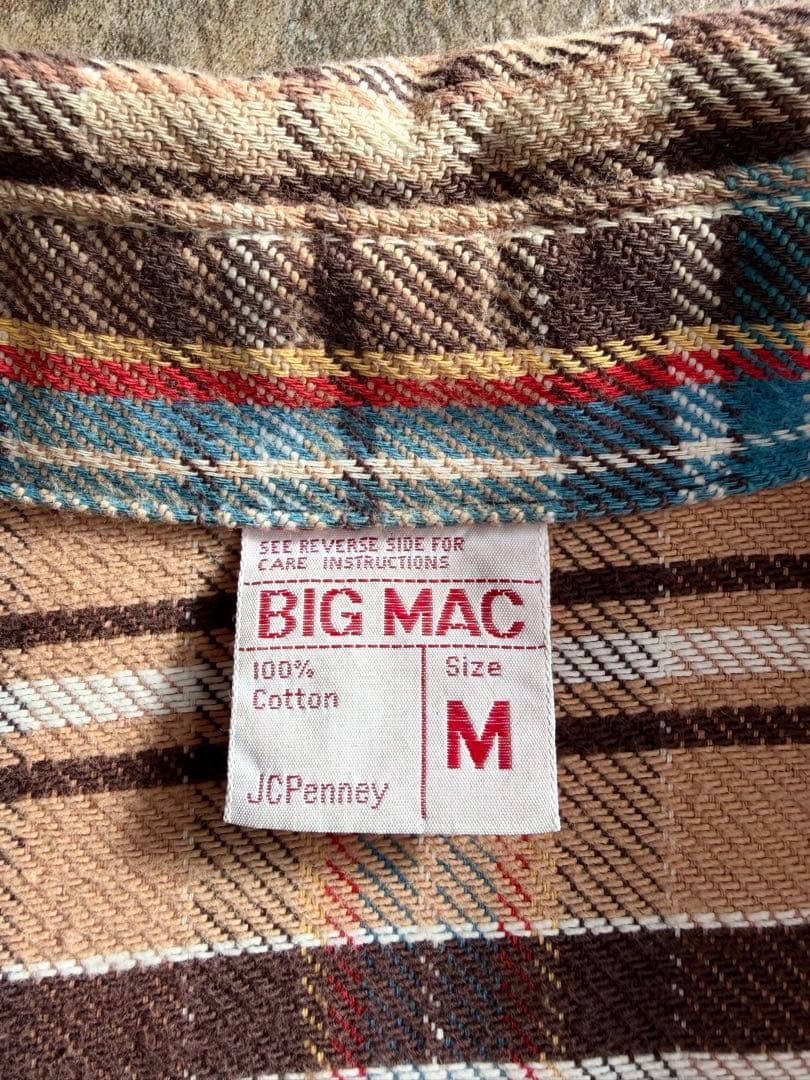 SEE REVERSE SIDE FOR
CARE INSTRUCTIONS
BIG MAC
100%
Cotton
Size
M
JCPenney